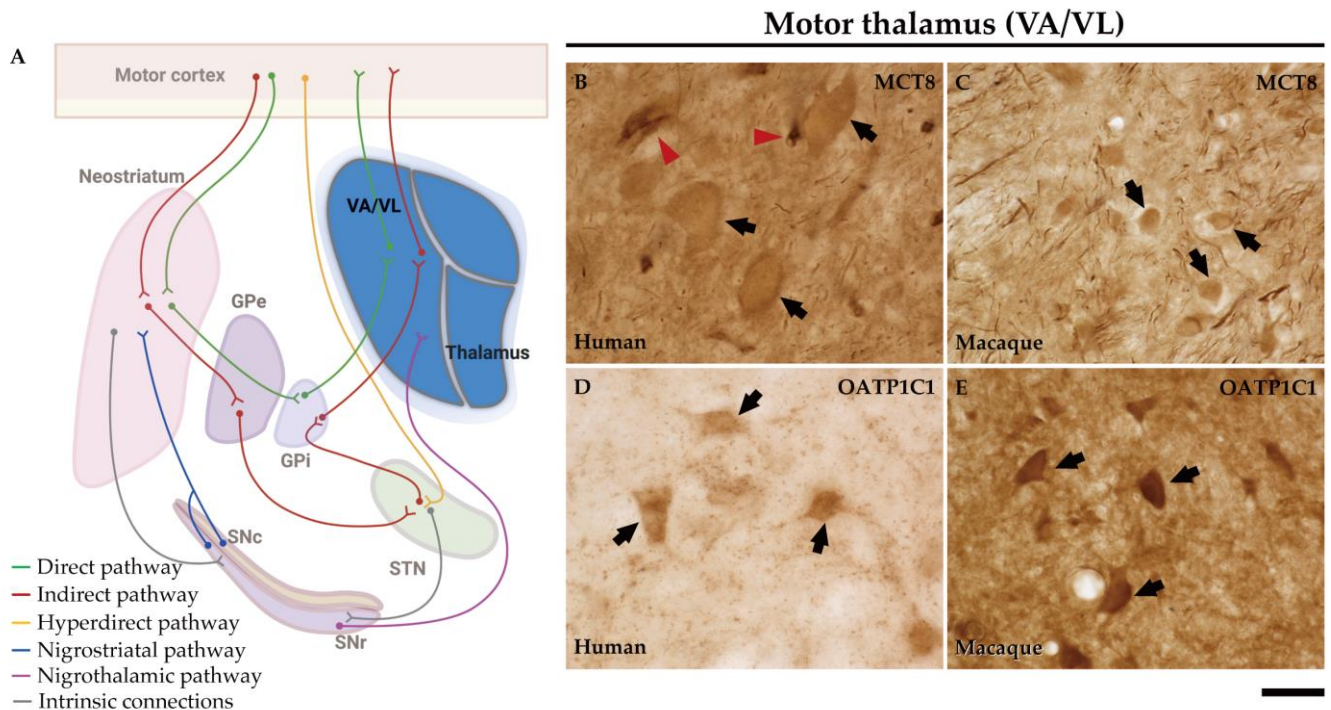 Motor thalamus (VA/VL)
A
Motor cortex
Neostriatum
VA/VL
GPe
Thalamus
GPi
SNc
STN
SNr
Direct pathway
Indirect pathway
Hyperdirect pathway
Nigrostriatal pathway
Nigrothalamic pathway
Intrinsic connections
B
MCT8
Human
C
MCT8
Macaque
D
OATP1C1
Human
E
OATP1C1
Macaque